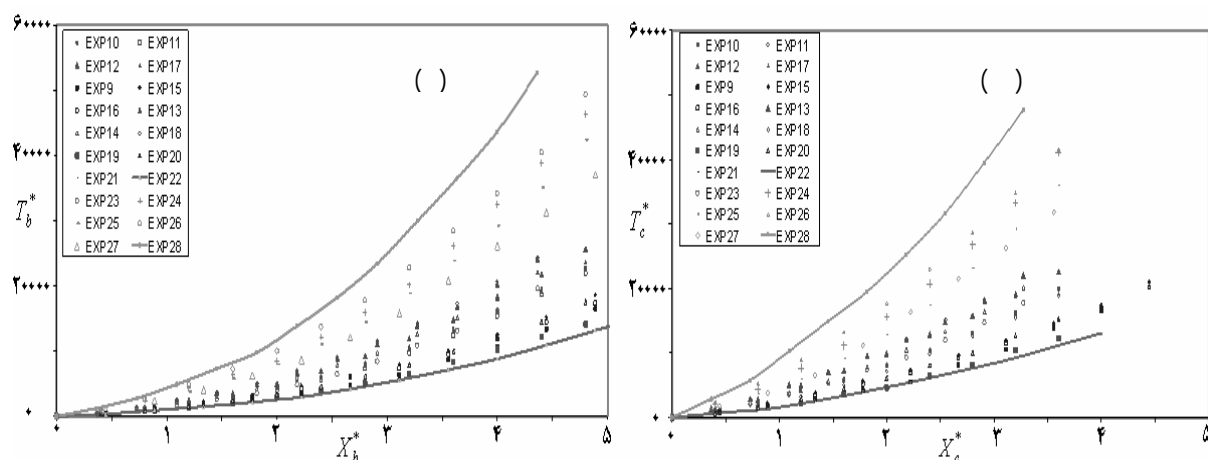 ۶۰۰۰۰
EXP10 EXP11
EXP12 EXP17
EXP9 EXP15
EXP16 EXP13
EXP14 EXP18
EXP19 EXP20
EXP21 EXP22
EXP23 EXP24
EXP25 EXP26
EXP27 EXP28
( )
۴۰۰۰۰
T_b^*
۲۰۰۰۰
۰
۰ ۱ ۲ ۳ ۴ ۵
X_b^*
۶۰۰۰۰
EXP10 EXP11
EXP12 EXP17
EXP9 EXP15
EXP16 EXP13
EXP14 EXP18
EXP19 EXP20
EXP21 EXP22
EXP23 EXP24
EXP25 EXP26
EXP27 EXP28
( )
۴۰۰۰۰
T_c^*
۲۰۰۰۰
۰
۰ ۱ ۲ ۳ ۴ ۵
X_c^*